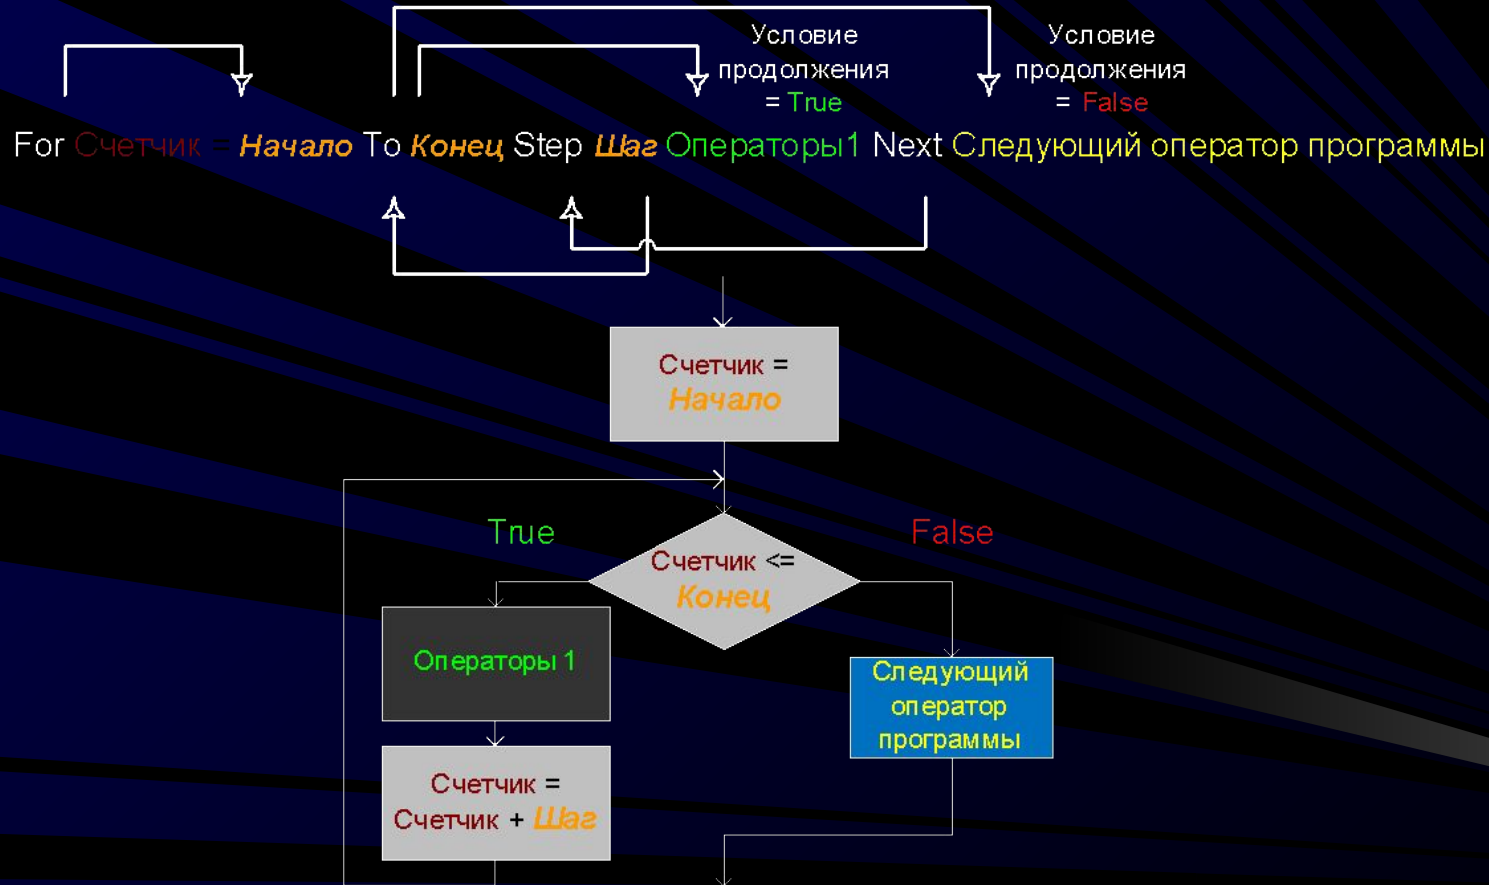 Условие
продолжения
= True
Условие
продолжения
= False
For Счетчик = Начало To Конец Step Шаг Операторы1 Next Следующий оператор программы
Счетчик =
Начало
True
False
Счетчик <=
Конец
Операторы 1
Следующий
оператор
программы
Счетчик =
Счетчик + Шаг